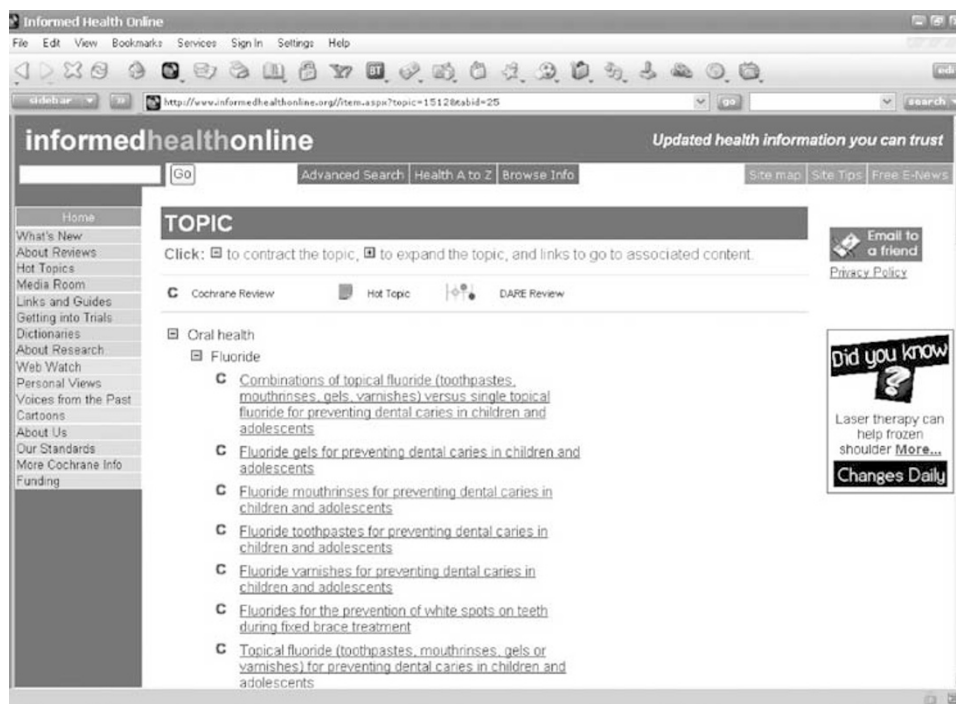 Informed Health Online
File Edit View Bookmarks Services Sign In Settings Help
sidebar
http://www.informedhealthonline.org//item.aspx?topic=1512&tabid=25
go
search
informedhealthonline
Updated health information you can trust
Go
Advanced Search Health A to Z Browse Info
Site map Site Tips Free E-News
Home
What's New
About Reviews
Hot Topics
Media Room
Links and Guides
Getting into Trials
Dictionaries
About Research
Web Watch
Personal Views
Voices from the Past
Cartoons
About Us
Our Standards
More Cochrane Info
Funding
TOPIC
Click: to contract the topic, to expand the topic, and links to go to associated content.
C Cochrane Review Hot Topic DARE Review
Oral health
Fluoride
C Combinations of topical fluoride (toothpastes,
mouthrinses, gels, varnishes) versus single topical
fluoride for preventing dental caries in children and
adolescents
C Fluoride gels for preventing dental caries in children and
adolescents
C Fluoride mouthrinses for preventing dental caries in
children and adolescents
C Fluoride toothpastes for preventing dental caries in
children and adolescents
C Fluoride varnishes for preventing dental caries in
children and adolescents
C Fluorides for the prevention of white spots on teeth
during fixed brace treatment
C Topical fluoride (toothpastes, mouthrinses, gels or
varnishes) for preventing dental caries in children and
adolescents
Email to
a friend
Privacy Policy
Did you know
?
Laser therapy can
help frozen
shoulder More...
Changes Daily